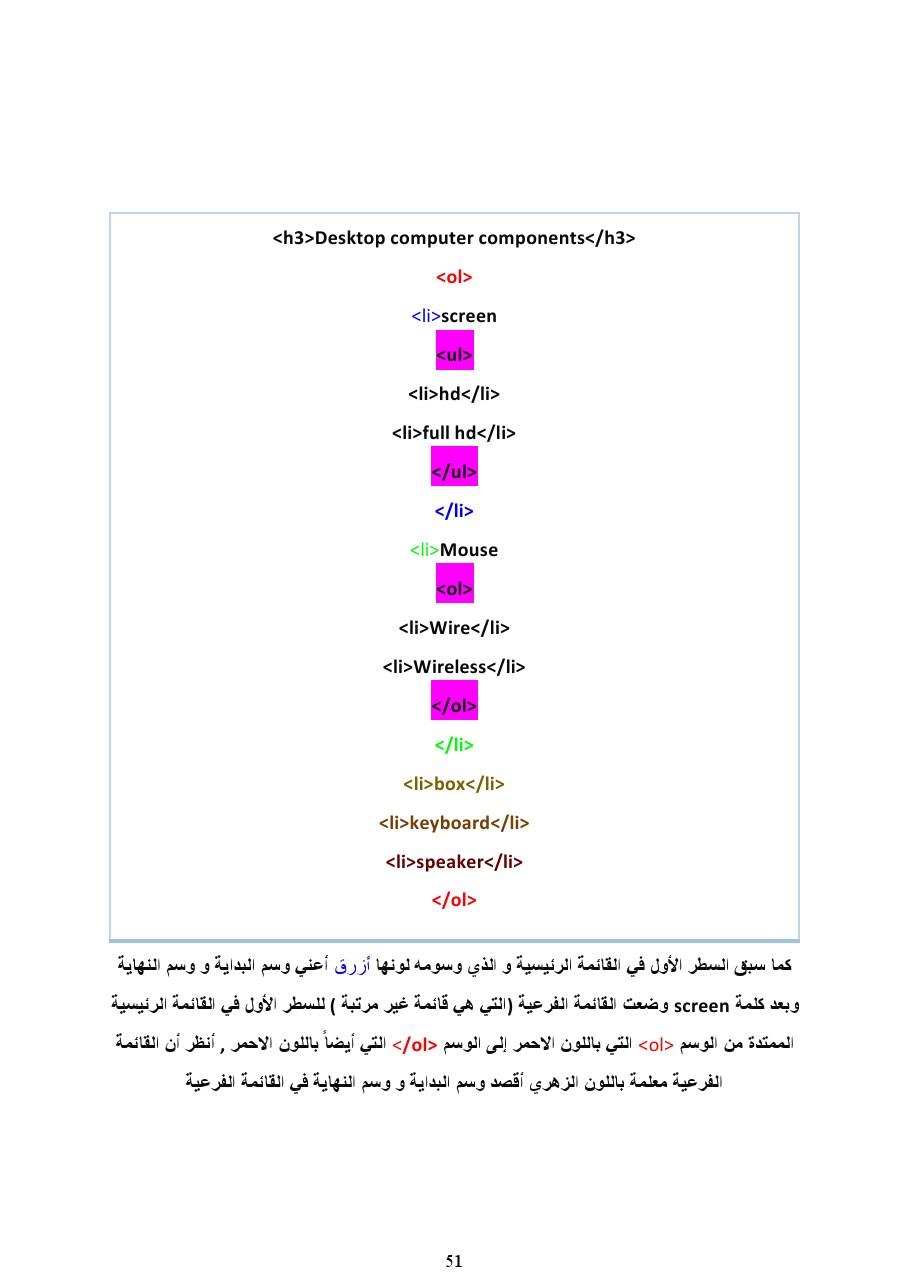 <h3>Desktop computer components</h3>
<ol>
<li>screen
<ul>
<li>hd</li>
<li>full hd</li>
</ul>
</li>
<li>Mouse
<ol>
<li>Wire</li>
<li>Wireless</li>
</ol>
</li>
<li>box</li>
<li>keyboard</li>
<li>speaker</li>
</ol>
كما سبق السطر الأول في القائمة الرئيسية و الذي وسومه لونها أزرق أعني وسم البداية و وسم النهاية
وبعد كلمة screen وضعت القائمة الفرعية (التي هي قائمة غير مرتبة ) للسطر الأول في القائمة الرئيسية
الممتدة من الوسم <ol> التي باللون الاحمر إلى الوسم </ol> التي أيضاً باللون الاحمر , أنظر أن القائمة
الفرعية معلمة باللون الزهري أقصد وسم البداية و وسم النهاية في القائمة الفرعية
51